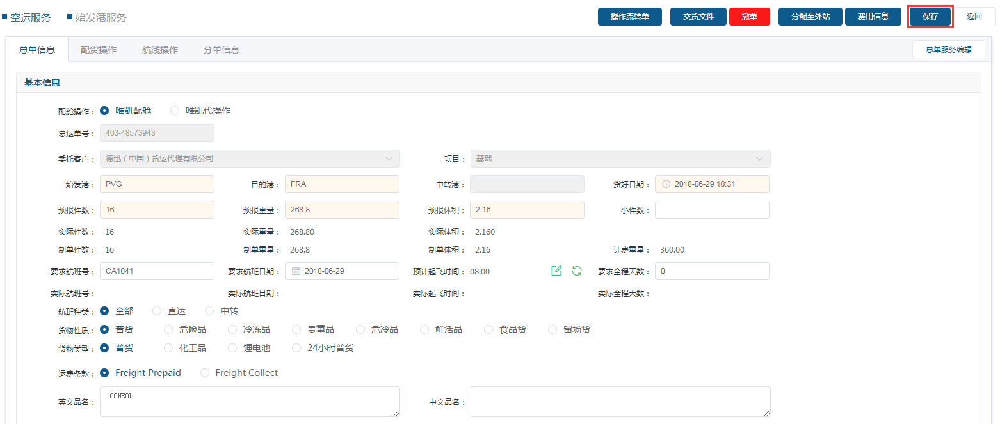 空运服务 始发港服务 操作流转单 交货文件 撤单 分配至外站 费用信息 保存 返回
总单信息 配货操作 航线操作 分单信息 总单服务编辑
基本信息
配舱操作： 唯凯配舱 唯凯代操作
总运单号： 403-48573943
委托客户： 德迅（中国）货运代理有限公司 项目： 基础
始发港： PVG 目的港： FRA 中转港： 货好日期： 2018-06-29 10:31
预报件数： 16 预报重量： 268.8 预报体积： 2.16 小件数：
实际件数： 16 实际重量： 268.80 实际体积： 2.160
制单件数： 16 制单重量： 268.8 制单体积： 2.16 计费重量： 360.00
要求航班号： CA1041 要求航班日期： 2018-06-29 预计起飞时间： 08:00 要求全程天数： 0
实际航班号： 实际航班日期： 实际起飞时间： 实际全程天数：
航班种类： 全部 直达 中转
货物性质： 普货 危险品 冷冻品 贵重品 危冷品 鲜活品 食品货 留场货
货物类型： 普货 化工品 锂电池 24小时普货
运费条款： Freight Prepaid Freight Collect
英文品名： CONSOL 中文品名：